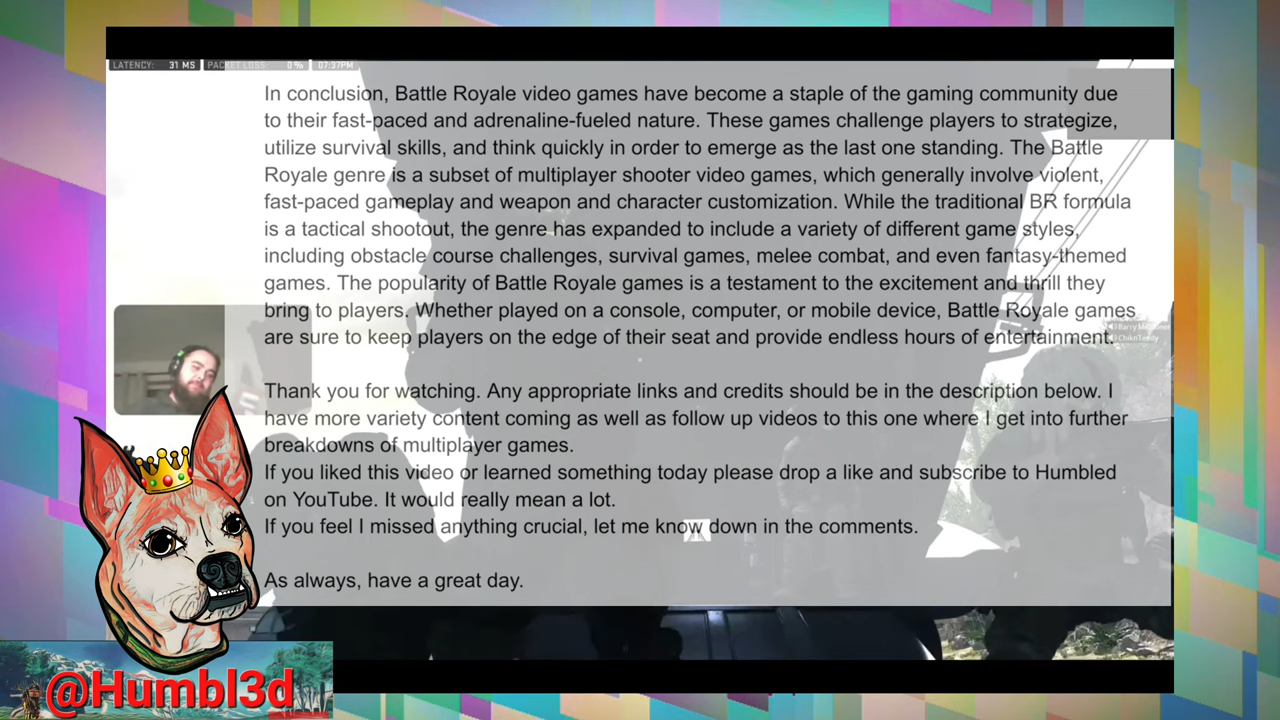 LATENCY: 31 MS PACKET LOSS: 0 % 07:37PM
In conclusion, Battle Royale video games have become a staple of the gaming community due
to their fast-paced and adrenaline-fueled nature. These games challenge players to strategize,
utilize survival skills, and think quickly in order to emerge as the last one standing. The Battle
Royale genre is a subset of multiplayer shooter video games, which generally involve violent,
fast-paced gameplay and weapon and character customization. While the traditional BR formula
is a tactical shootout, the genre has expanded to include a variety of different game styles,
including obstacle course challenges, survival games, melee combat, and even fantasy-themed
games. The popularity of Battle Royale games is a testament to the excitement and thrill they
bring to players. Whether played on a console, computer, or mobile device, Battle Royale games
are sure to keep players on the edge of their seat and provide endless hours of entertainment.
Barry
ChiknTendy
Thank you for watching. Any appropriate links and credits should be in the description below. I
have more variety content coming as well as follow up videos to this one where I get into further
breakdowns of multiplayer games.
If you liked this video or learned something today please drop a like and subscribe to Humbled
on YouTube. It would really mean a lot.
If you feel I missed anything crucial, let me know down in the comments.
As always, have a great day.
@Humbl3d